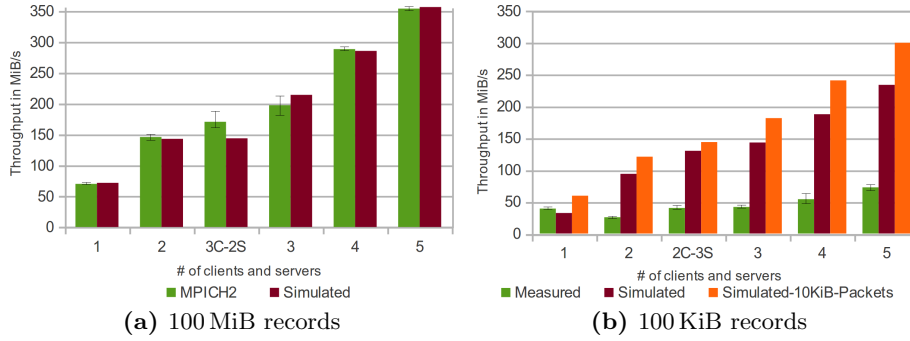 Throughput in MiB/s
350
300
250
200
150
100
50
0
1 2 3C-2S 3 4 5
# of clients and servers
MPICH2 Simulated
(a) 100 MiB records
Throughput in MiB/s
350
300
250
200
150
100
50
0
1 2 2C-3S 3 4 5
# of clients and servers
Measured Simulated Simulated-10KiB-Packets
(b) 100 KiB records